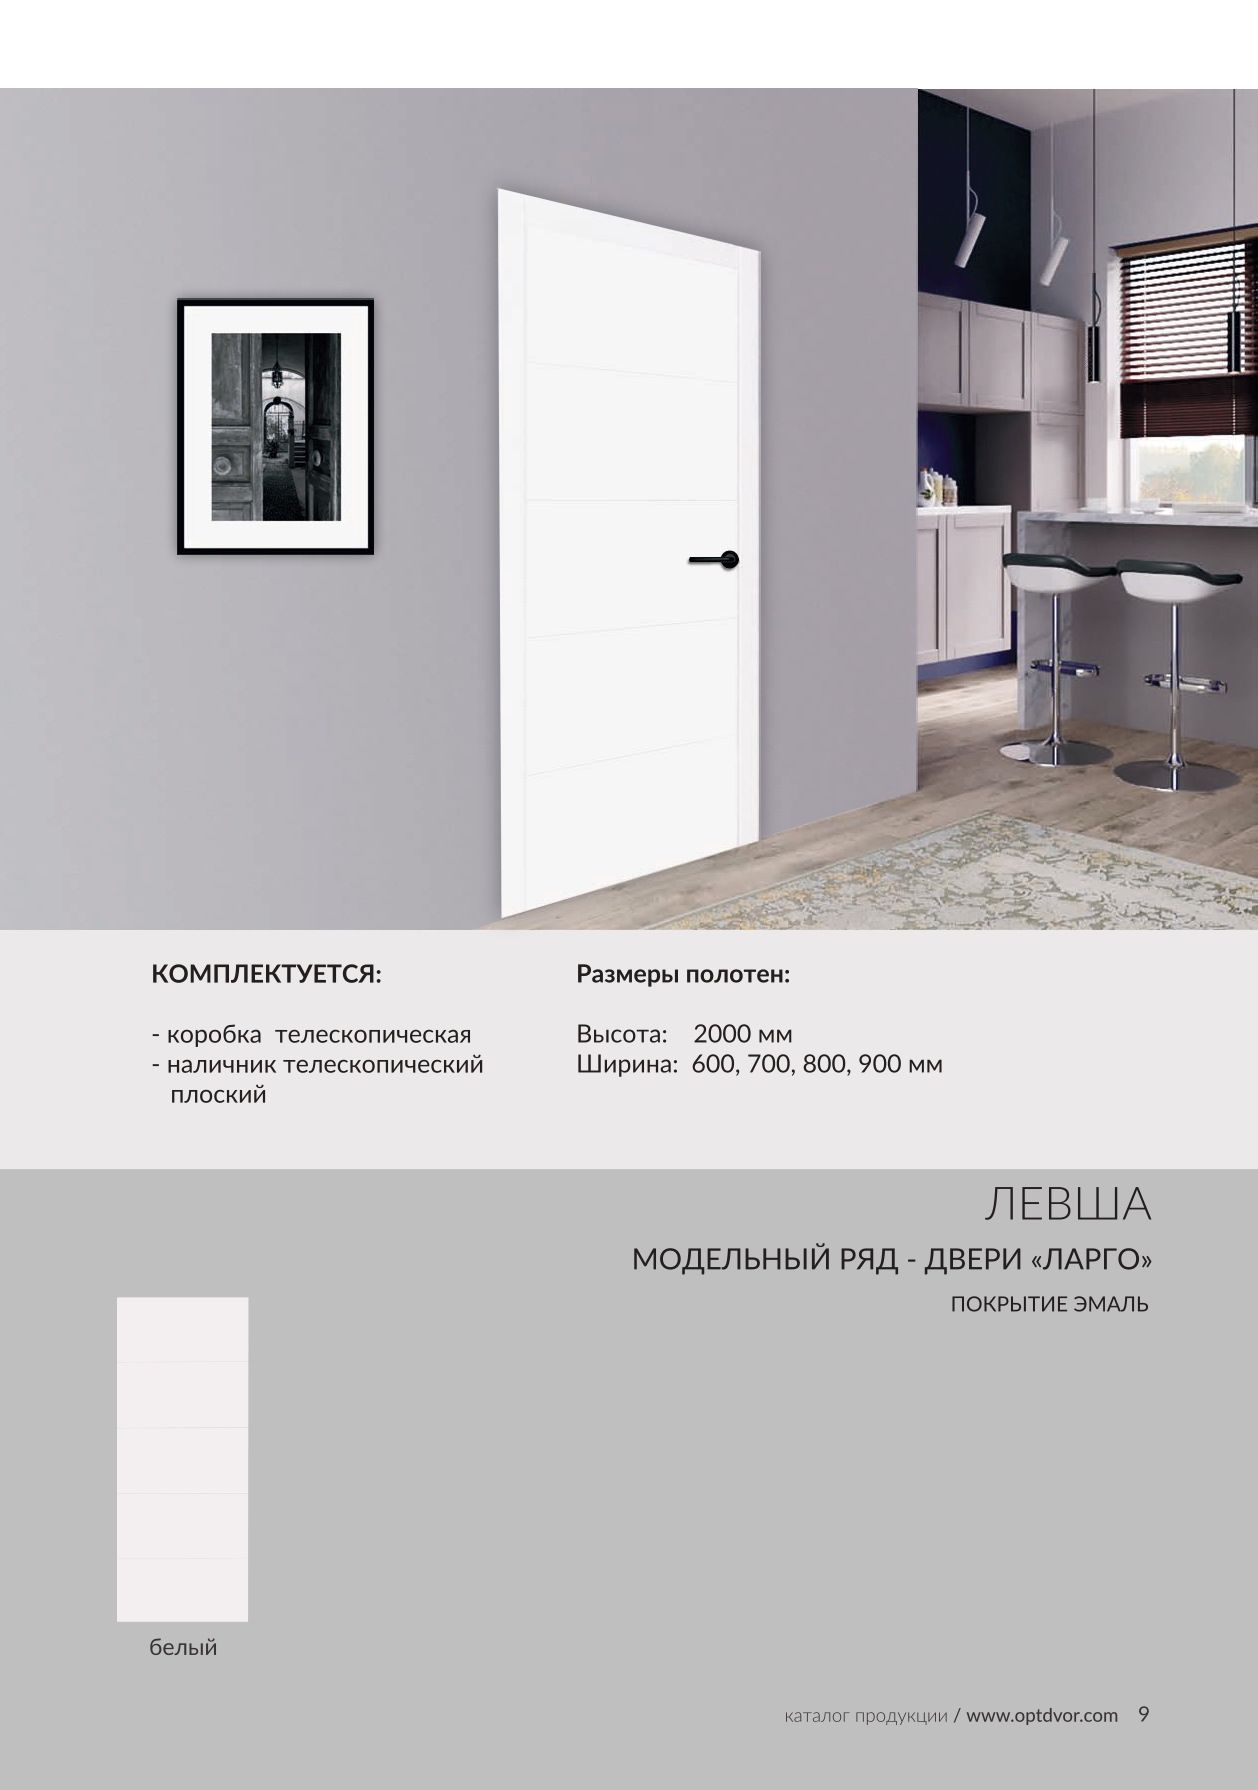 КОМПЛЕКТУЕТСЯ:
- коробка телескопическая
- наличник телескопический
плоский
Размеры полотен:
Высота: 2000 мм
Ширина: 600, 700, 800, 900 мм
ЛЕВША
МОДЕЛЬНЫЙ РЯД - ДВЕРИ «ЛАРГО»
ПОКРЫТИЕ ЭМАЛЬ
белый
каталог продукции / www.optdvor.com 9